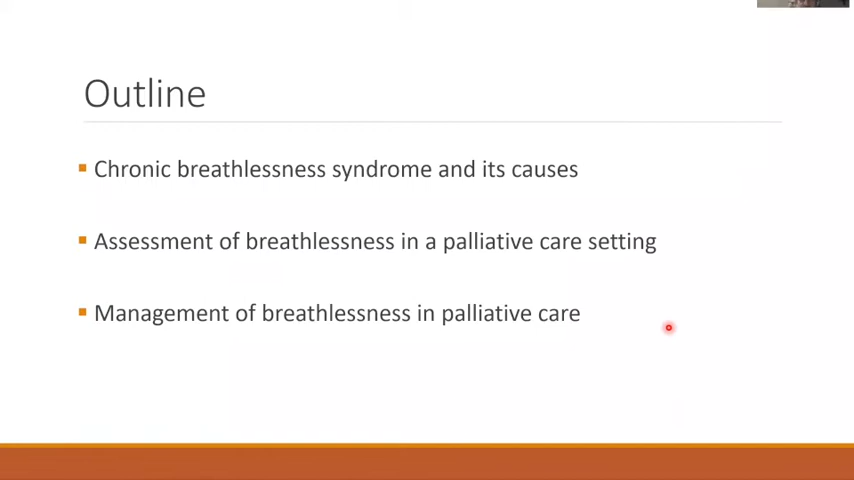 Outline
Chronic breathlessness syndrome and its causes
Assessment of breathlessness in a palliative care setting
Management of breathlessness in palliative care